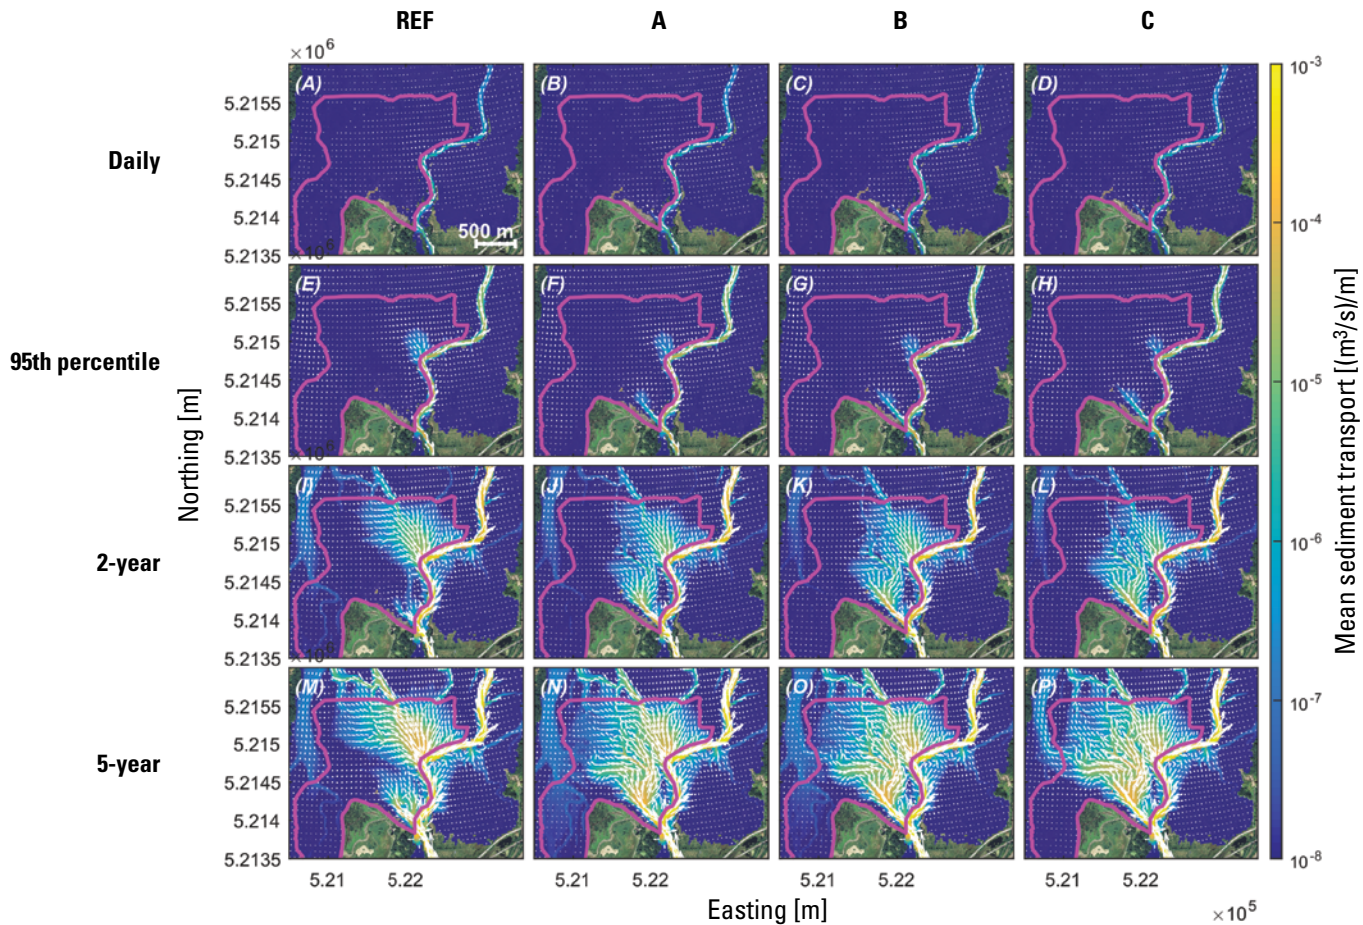 REF A B C
×10⁶
(A) (B) (C) (D)
Daily
5.2155
5.215
5.2145
5.214
5.2135
500 m
×10⁶
(E) (F) (G) (H)
95th percentile
5.2155
5.215
5.2145
5.214
5.2135
×10⁶
(I) (J) (K) (L)
2-year
5.2155
5.215
5.2145
5.214
5.2135
×10⁶
(M) (N) (O) (P)
5-year
5.2155
5.215
5.2145
5.214
5.2135
5.21 5.22 5.21 5.22 5.21 5.22 5.21 5.22
Northing [m]
Easting [m]
×10⁵
10⁻³
10⁻⁴
10⁻⁵
10⁻⁶
10⁻⁷
10⁻⁸
Mean sediment transport [(m³/s)/m]